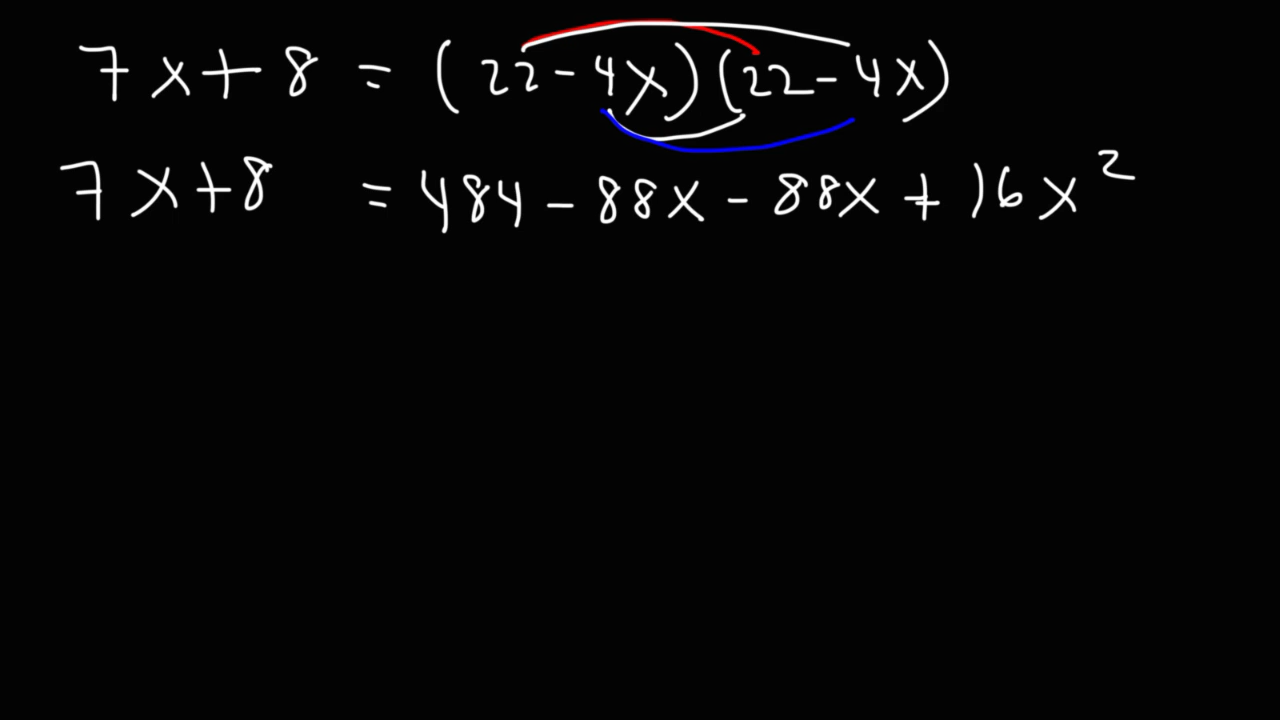 7x+8 = (22-4x)(22-4x)
7x+8 = 484 - 88x - 88x + 16x²